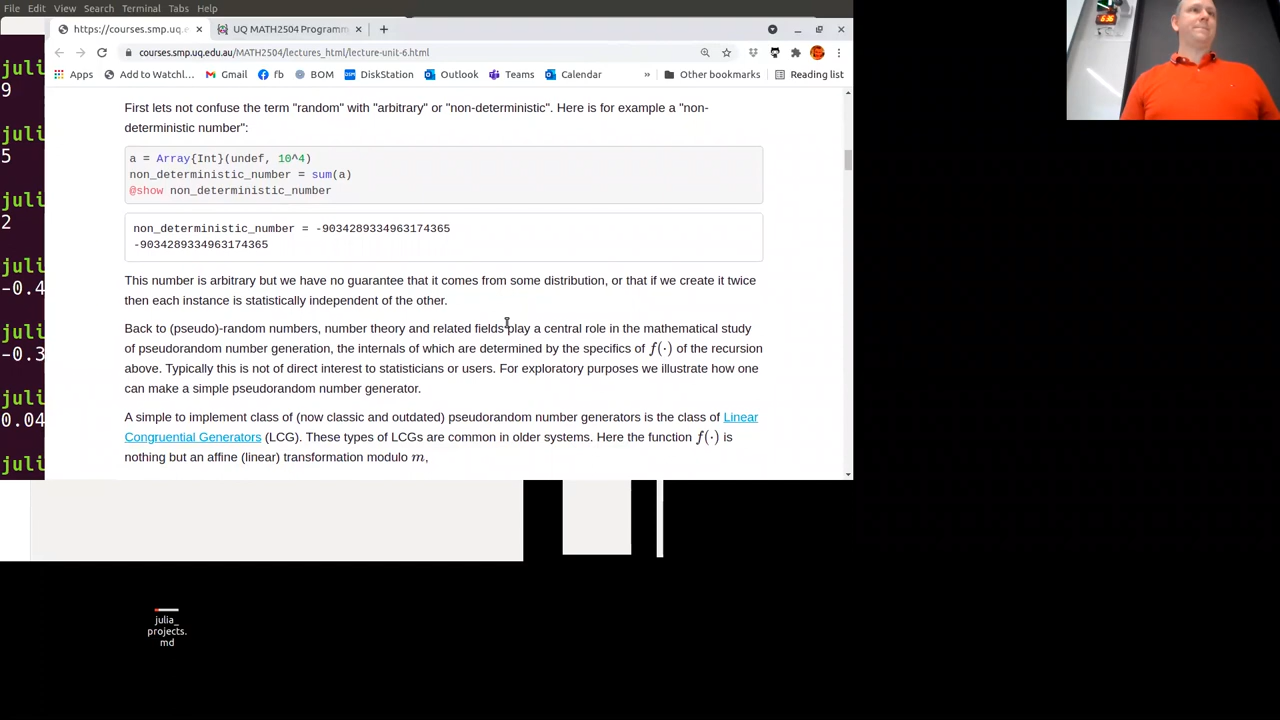 File Edit View Search Terminal Tabs Help
https://courses.smp.uq.e
UQ MATH2504 Programm
courses.smp.uq.edu.au/MATH2504/lectures_html/lecture-unit-6.html
Apps Add to Watchl... Gmail fb BOM DiskStation Outlook Teams Calendar » Other bookmarks Reading list
juli
9
juli
5
juli
2
juli
-0.4
juli
-0.3
juli
0.04
juli
First lets not confuse the term "random" with "arbitrary" or "non-deterministic". Here is for example a "non-
deterministic number":
a = Array{Int}(undef, 10^4)
non_deterministic_number = sum(a)
@show non_deterministic_number
non_deterministic_number = -9034289334963174365
-9034289334963174365
This number is arbitrary but we have no guarantee that it comes from some distribution, or that if we create it twice
then each instance is statistically independent of the other.
Back to (pseudo)-random numbers, number theory and related fields play a central role in the mathematical study
of pseudorandom number generation, the internals of which are determined by the specifics of f(·) of the recursion
above. Typically this is not of direct interest to statisticians or users. For exploratory purposes we illustrate how one
can make a simple pseudorandom number generator.
A simple to implement class of (now classic and outdated) pseudorandom number generators is the class of Linear
Congruential Generators (LCG). These types of LCGs are common in older systems. Here the function f(·) is
nothing but an affine (linear) transformation modulo m,
julia_
projects.
md